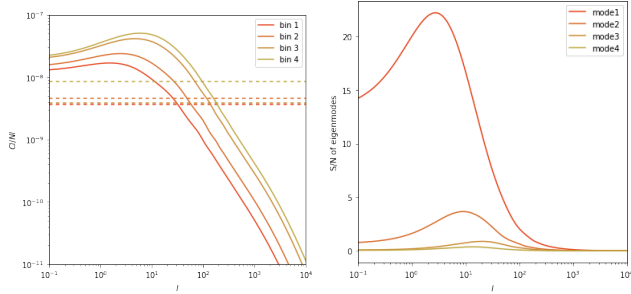 10⁻⁷
10⁻⁸
10⁻⁹
10⁻¹⁰
10⁻¹¹
Cl/Nl
bin 1
bin 2
bin 3
bin 4
10⁻¹ 10⁰ 10¹ 10² 10³ 10⁴
l
20
15
10
5
0
S/N of eigenmodes
mode1
mode2
mode3
mode4
10⁻¹ 10⁰ 10¹ 10² 10³ 10⁴
l